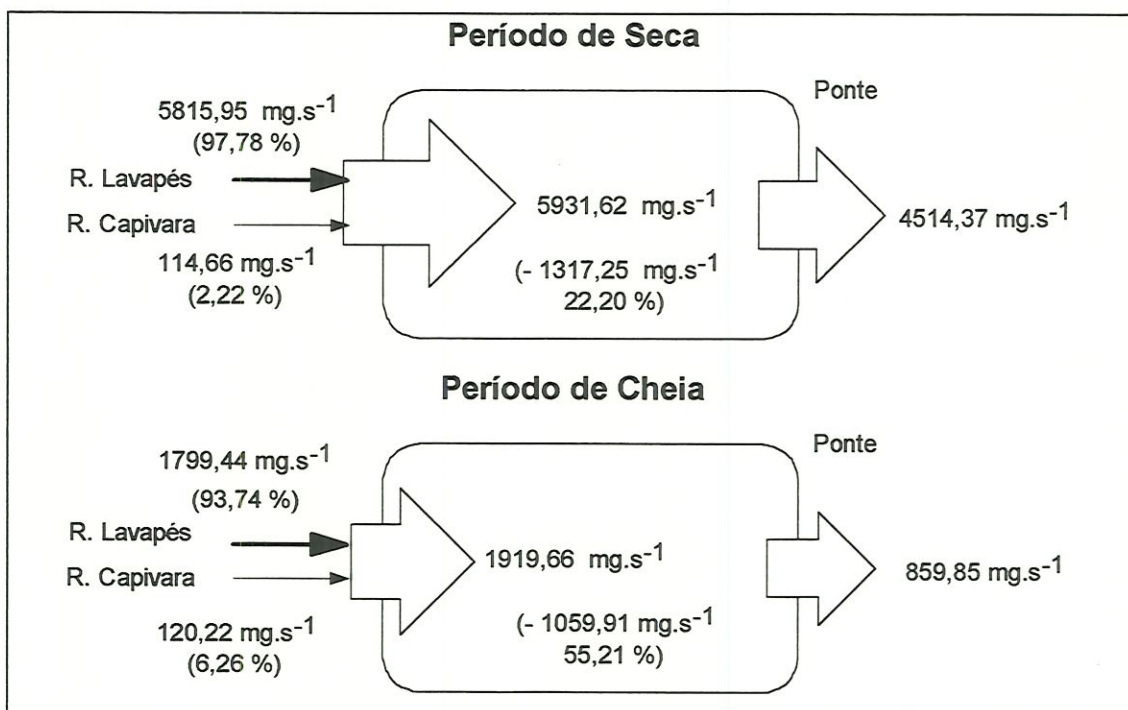 Período de Seca
Ponte
5815,95 mg.s⁻¹
(97,78 %)
R. Lavapés
R. Capivara
114,66 mg.s⁻¹
(2,22 %)
5931,62 mg.s⁻¹
(- 1317,25 mg.s⁻¹
22,20 %)
4514,37 mg.s⁻¹
Período de Cheia
Ponte
1799,44 mg.s⁻¹
(93,74 %)
R. Lavapés
R. Capivara
120,22 mg.s⁻¹
(6,26 %)
1919,66 mg.s⁻¹
(- 1059,91 mg.s⁻¹
55,21 %)
859,85 mg.s⁻¹